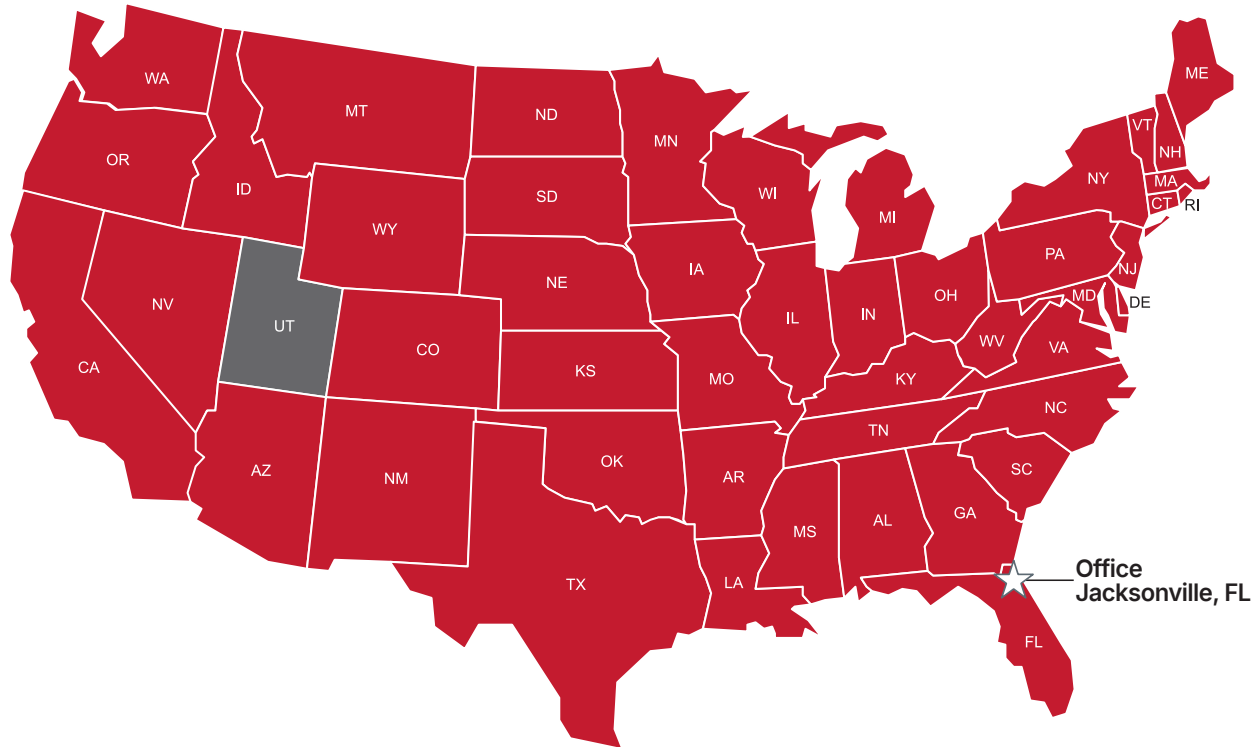 WA
MT
ND
MN
ME
VT
NH
OR
ID
SD
WI
MI
NY
MA
CT
RI
WY
IA
PA
NJ
NV
UT
NE
IL
IN
OH
MD
DE
CA
CO
KS
MO
KY
WV
VA
NC
TN
AZ
NM
OK
AR
SC
MS
AL
GA
TX
LA
FL
Office
Jacksonville, FL